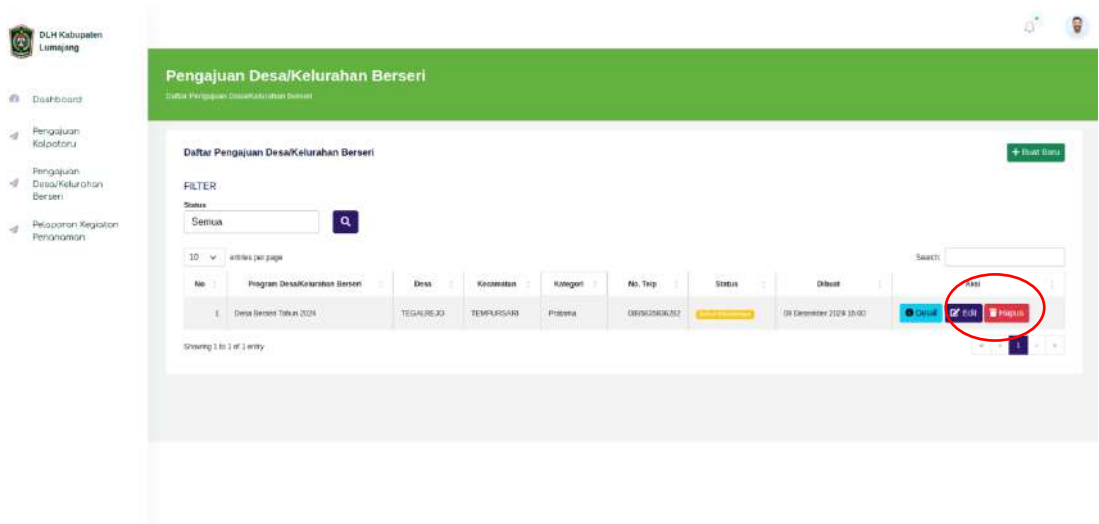 DLH Kabupaten
Lumajang
Dashboard
Pengajuan
Kalpataru
Pengajuan
Desa/Kelurahan
Berseri
Pelaporan Kegiatan
Penanaman
Pengajuan Desa/Kelurahan Berseri
Daftar Pengajuan Desa/Kelurahan Berseri
Daftar Pengajuan Desa/Kelurahan Berseri
+ Buat Baru
FILTER
Status
Semua
10 entries per page
Search:
No Program Desa/Kelurahan Berseri Desa Kecamatan Kategori No. Telp Status Dibuat Aksi
1 Desa Berseri Tahun 2024 TEGALREJO TEMPURSARI Pratama Desember 2024 Detail Edit Hapus
Showing 1 to 1 of 1 entry
« ‹ 1 › »